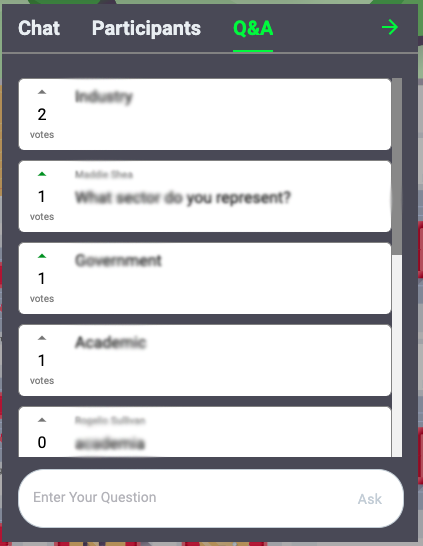 Chat Participants Q&A
2
Industry
votes
Maddie Shea
1
What sector do you represent?
votes
Government
1
votes
Academic
1
votes
Rogelio Sullivan
0
academia
Enter Your Question Ask